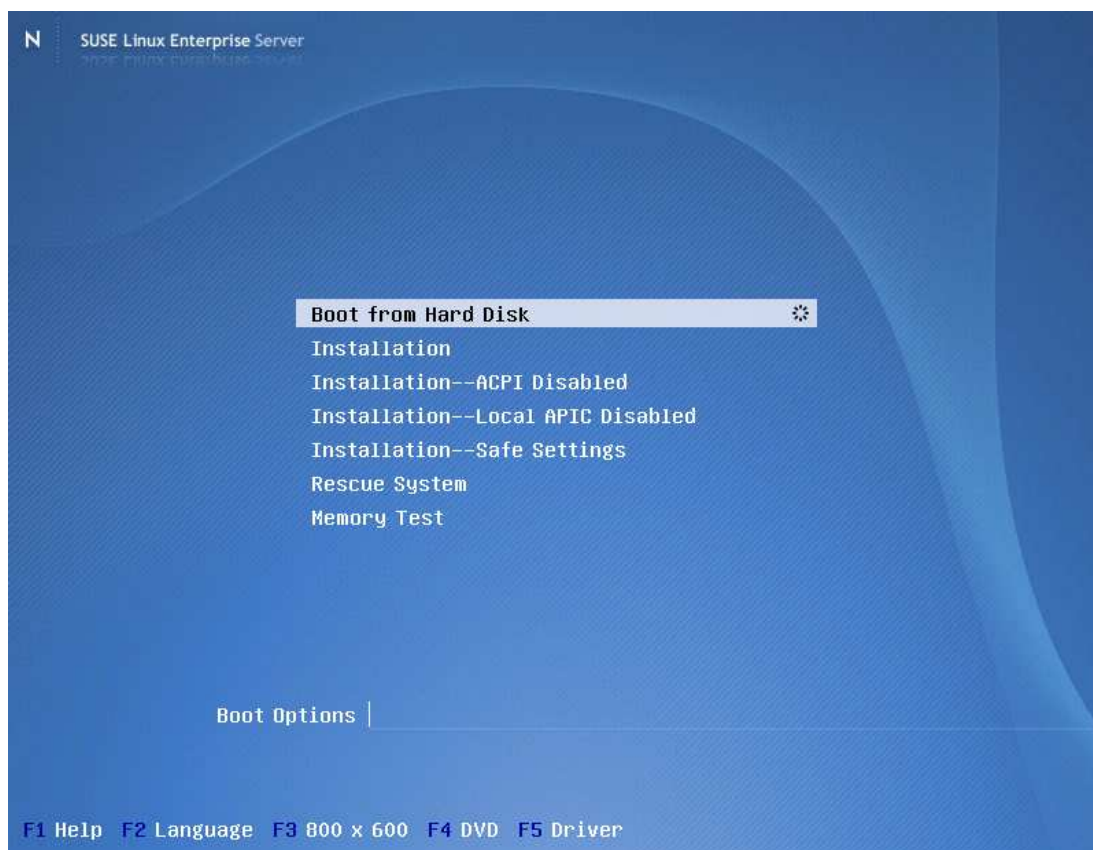 N SUSE Linux Enterprise Server
Boot from Hard Disk
Installation
Installation--ACPI Disabled
Installation--Local APIC Disabled
Installation--Safe Settings
Rescue System
Memory Test
Boot Options
F1 Help F2 Language F3 800 x 600 F4 DVD F5 Driver